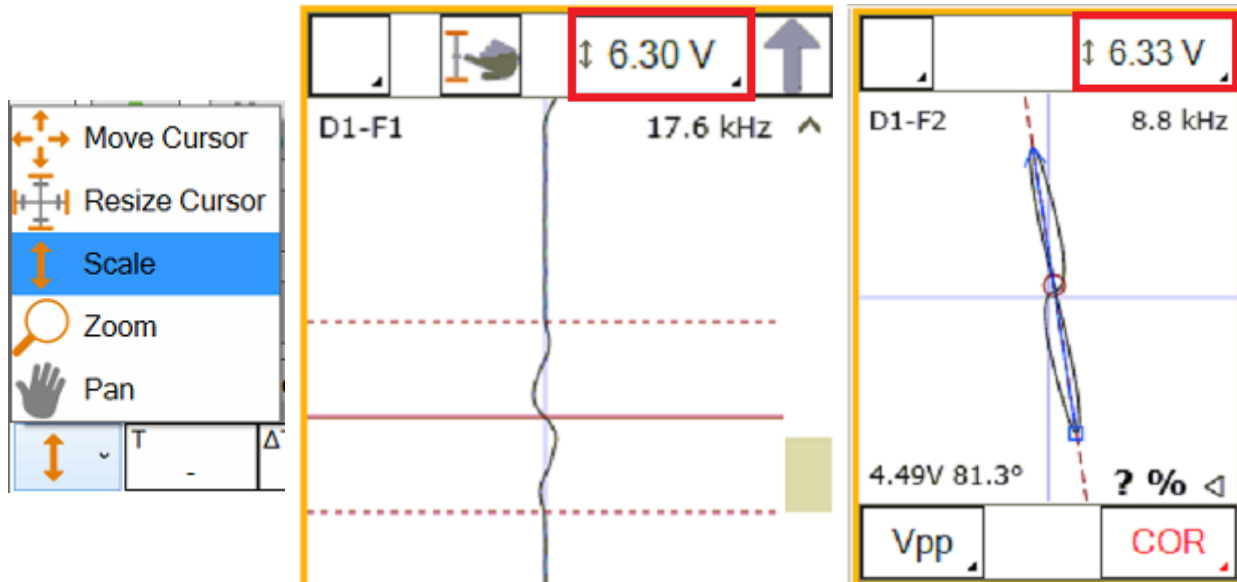 Move Cursor
Resize Cursor
Scale
Zoom
Pan
T
-
Δ
6.30 V
D1-F1 17.6 kHz
6.33 V
D1-F2 8.8 kHz
4.49V 81.3° ? %
Vpp COR